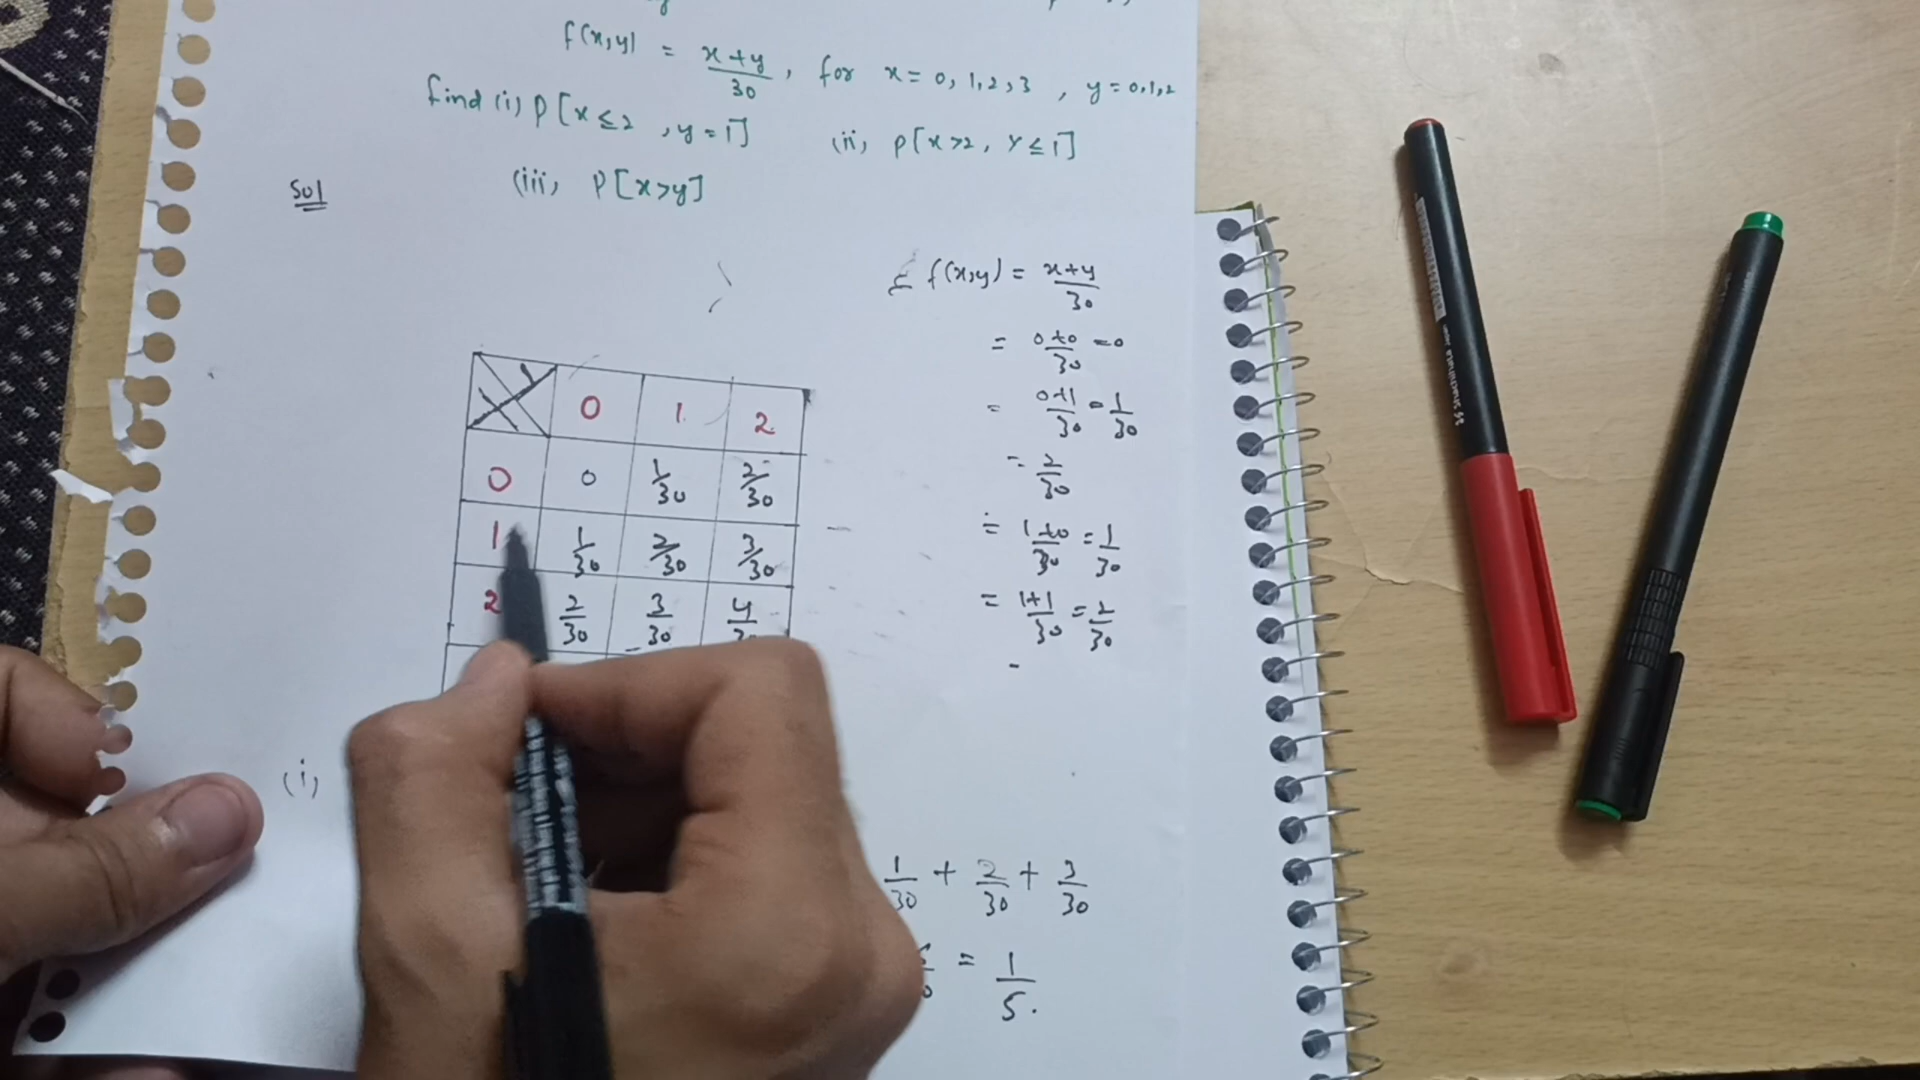 f(x,y) = x+y/30, for x = 0, 1, 2, 3, y = 0,1,2
find (i) P[x≤2, y=1] (ii) P[x>2, Y≤1]
(iii) P[x>y]
Sol
Σ f(x,y) = x+y/30
= 0+0/30 = 0
= 0+1/30 = 1/30
= 2/30
= 1+0/30 = 1/30
= 1+1/30 = 2/30
=
X Y 0 1 2
0 0 1/30 2/30
1 1/30 2/30 3/30
2 2/30 3/30 4/30
(i)
1/30 + 2/30 + 3/30
= 1/5.